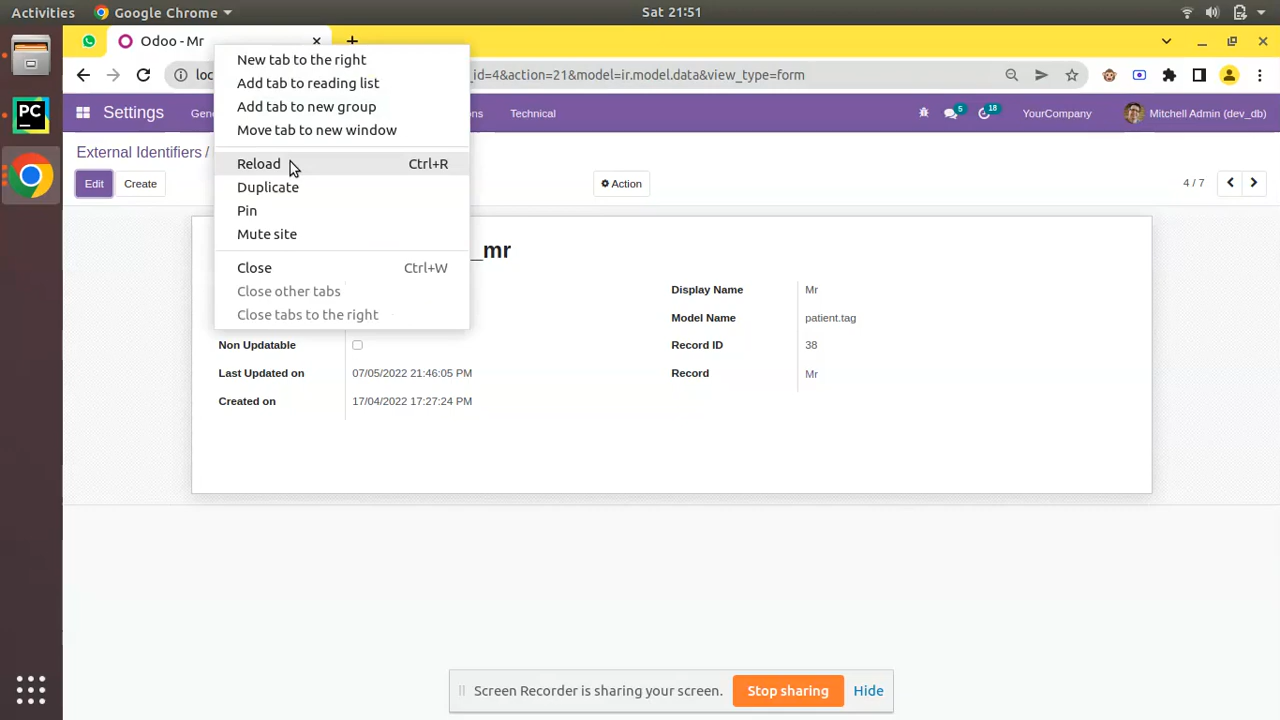 Activities
Google Chrome
Sat 21:51
Odoo - Mr
loc
_id=4&action=21&model=ir.model.data&view_type=form
New tab to the right
Add tab to reading list
Add tab to new group
Move tab to new window
Reload Ctrl+R
Duplicate
Pin
Mute site
Close Ctrl+W
Close other tabs
Close tabs to the right
Settings
Gen
ns
Technical
5
18
YourCompany
Mitchell Admin (dev_db)
External Identifiers /
Edit
Create
Action
4 / 7
_mr
Display Name Mr
Model Name patient.tag
Non Updatable
Record ID 38
Last Updated on 07/05/2022 21:46:05 PM
Record Mr
Created on 17/04/2022 17:27:24 PM
PC
Screen Recorder is sharing your screen.
Stop sharing
Hide